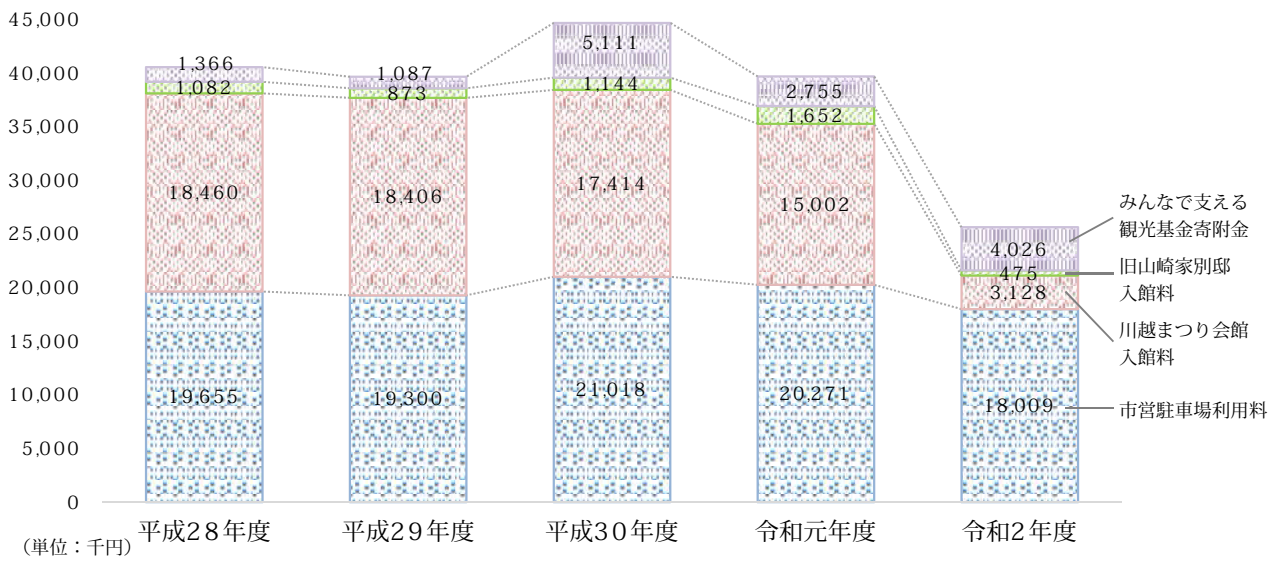 45,000
40,000
35,000
30,000
25,000
20,000
15,000
10,000
5,000
0
(単位：千円)
1,366
1,082
18,460
19,655
平成28年度
1,087
873
18,406
19,300
平成29年度
5,111
1,144
17,414
21,018
平成30年度
2,755
1,652
15,002
20,271
令和元年度
4,026
475
3,128
18,009
令和2年度
みんなで支える
観光基金寄附金
旧山崎家別邸
入館料
川越まつり会館
入館料
市営駐車場利用料